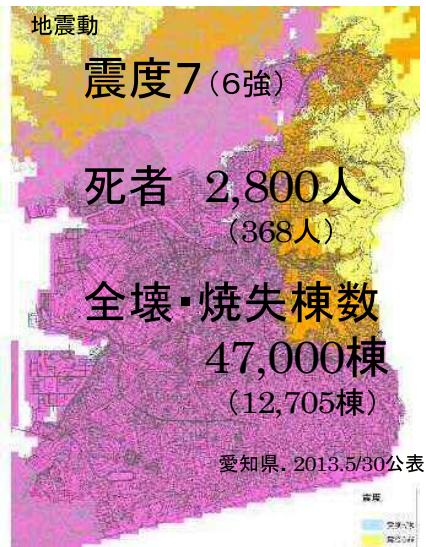 地震動
震度7(6強)
死者 2,800人
(368人)
全壊・焼失棟数
47,000棟
(12,705棟)
愛知県. 2013.5/30公表
震度